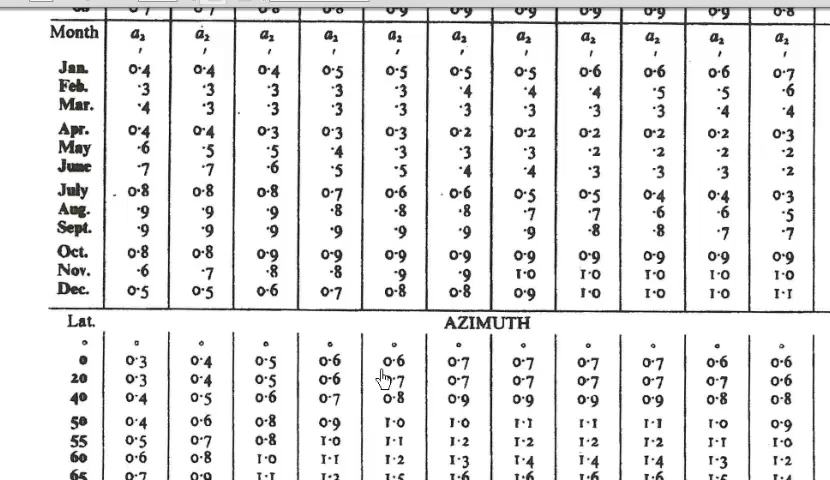 Month a₂ a₂ a₂ a₂ a₂ a₂ a₂ a₂ a₂ a₂ a₂
′ ′ ′ ′ ′ ′ ′ ′ ′ ′ ′
Jan. 0·4 0·4 0·4 0·5 0·5 0·5 0·5 0·6 0·6 0·6 0·7
Feb. ·3 ·3 ·3 ·3 ·3 ·4 ·4 ·4 ·5 ·5 ·6
Mar. ·4 ·3 ·3 ·3 ·3 ·3 ·3 ·3 ·3 ·4 ·4
Apr. 0·4 0·4 0·3 0·3 0·3 0·2 0·2 0·2 0·2 0·2 0·3
May ·6 ·5 ·5 ·4 ·3 ·3 ·3 ·2 ·2 ·2 ·2
June ·7 ·7 ·6 ·5 ·5 ·4 ·4 ·3 ·3 ·3 ·2
July 0·8 0·8 0·8 0·7 0·6 0·6 0·5 0·5 0·4 0·4 0·3
Aug. ·9 ·9 ·9 ·8 ·8 ·8 ·7 ·7 ·6 ·6 ·5
Sept. ·9 ·9 ·9 ·9 ·9 ·9 ·9 ·8 ·8 ·7 ·7
Oct. 0·8 0·8 0·9 0·9 0·9 0·9 0·9 0·9 0·9 0·9 0·9
Nov. ·6 ·7 ·8 ·8 ·9 ·9 1·0 1·0 1·0 1·0 1·0
Dec. 0·5 0·5 0·6 0·7 0·8 0·8 0·9 1·0 1·0 1·0 1·1
Lat. AZIMUTH
° ° ° ° ° ° ° ° ° ° ° °
0 0·3 0·4 0·5 0·6 0·6 0·7 0·7 0·7 0·7 0·6 0·6
20 0·3 0·4 0·5 0·6 ·7 0·7 0·7 0·7 0·7 0·7 0·6
40 0·4 0·5 0·6 0·7 0·8 0·9 0·9 0·9 0·9 0·8 0·8
50 0·4 0·6 0·8 0·9 1·0 1·0 1·1 1·1 1·1 1·0 0·9
55 0·5 0·7 0·8 1·0 1·1 1·2 1·2 1·2 1·2 1·1 1·0
60 0·6 0·8 1·0 1·1 1·2 1·3 1·4 1·4 1·4 1·3 1·2
65 0·7 0·9 1·1